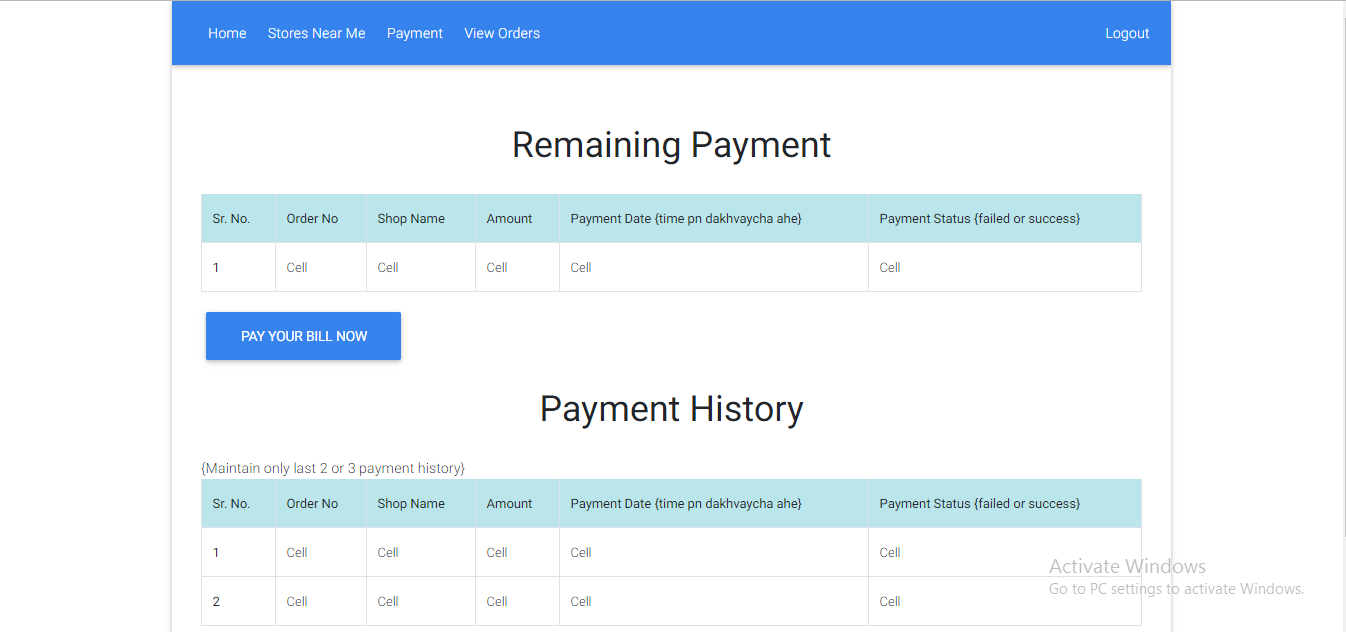 Home Stores Near Me Payment View Orders Logout
Remaining Payment
Sr. No. Order No Shop Name Amount Payment Date {time pn dakhvaycha ahe} Payment Status {failed or success}
1 Cell Cell Cell Cell Cell
PAY YOUR BILL NOW
Payment History
{Maintain only last 2 or 3 payment history}
Sr. No. Order No Shop Name Amount Payment Date {time pn dakhvaycha ahe} Payment Status {failed or success}
1 Cell Cell Cell Cell Cell
Activate Windows
Go to PC settings to activate Windows.
2 Cell Cell Cell Cell Cell